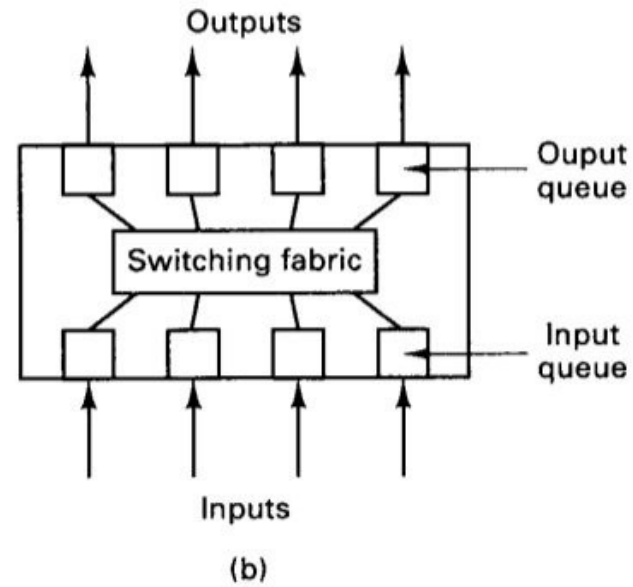 Outputs
Ouput
queue
Switching fabric
Input
queue
Inputs
(b)